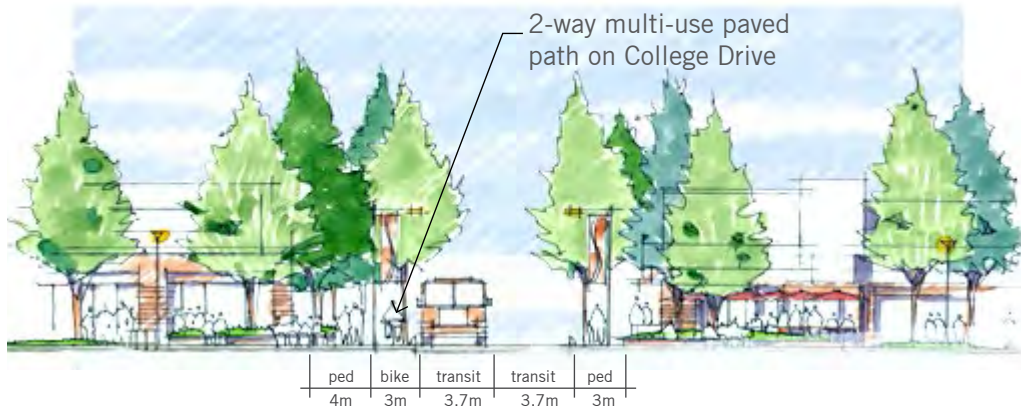 2-way multi-use paved
path on College Drive
ped bike transit transit ped
4m 3m 3.7m 3.7m 3m